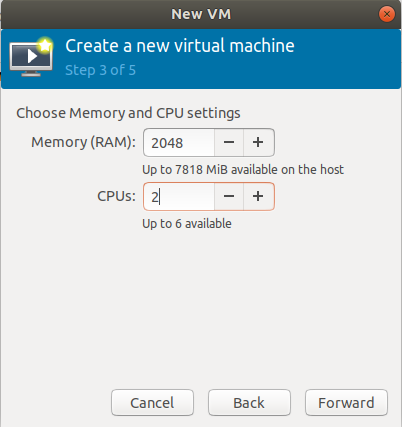 New VM
Create a new virtual machine
Step 3 of 5
Choose Memory and CPU settings
Memory (RAM): 2048 − +
Up to 7818 MiB available on the host
CPUs: 2 − +
Up to 6 available
Cancel Back Forward